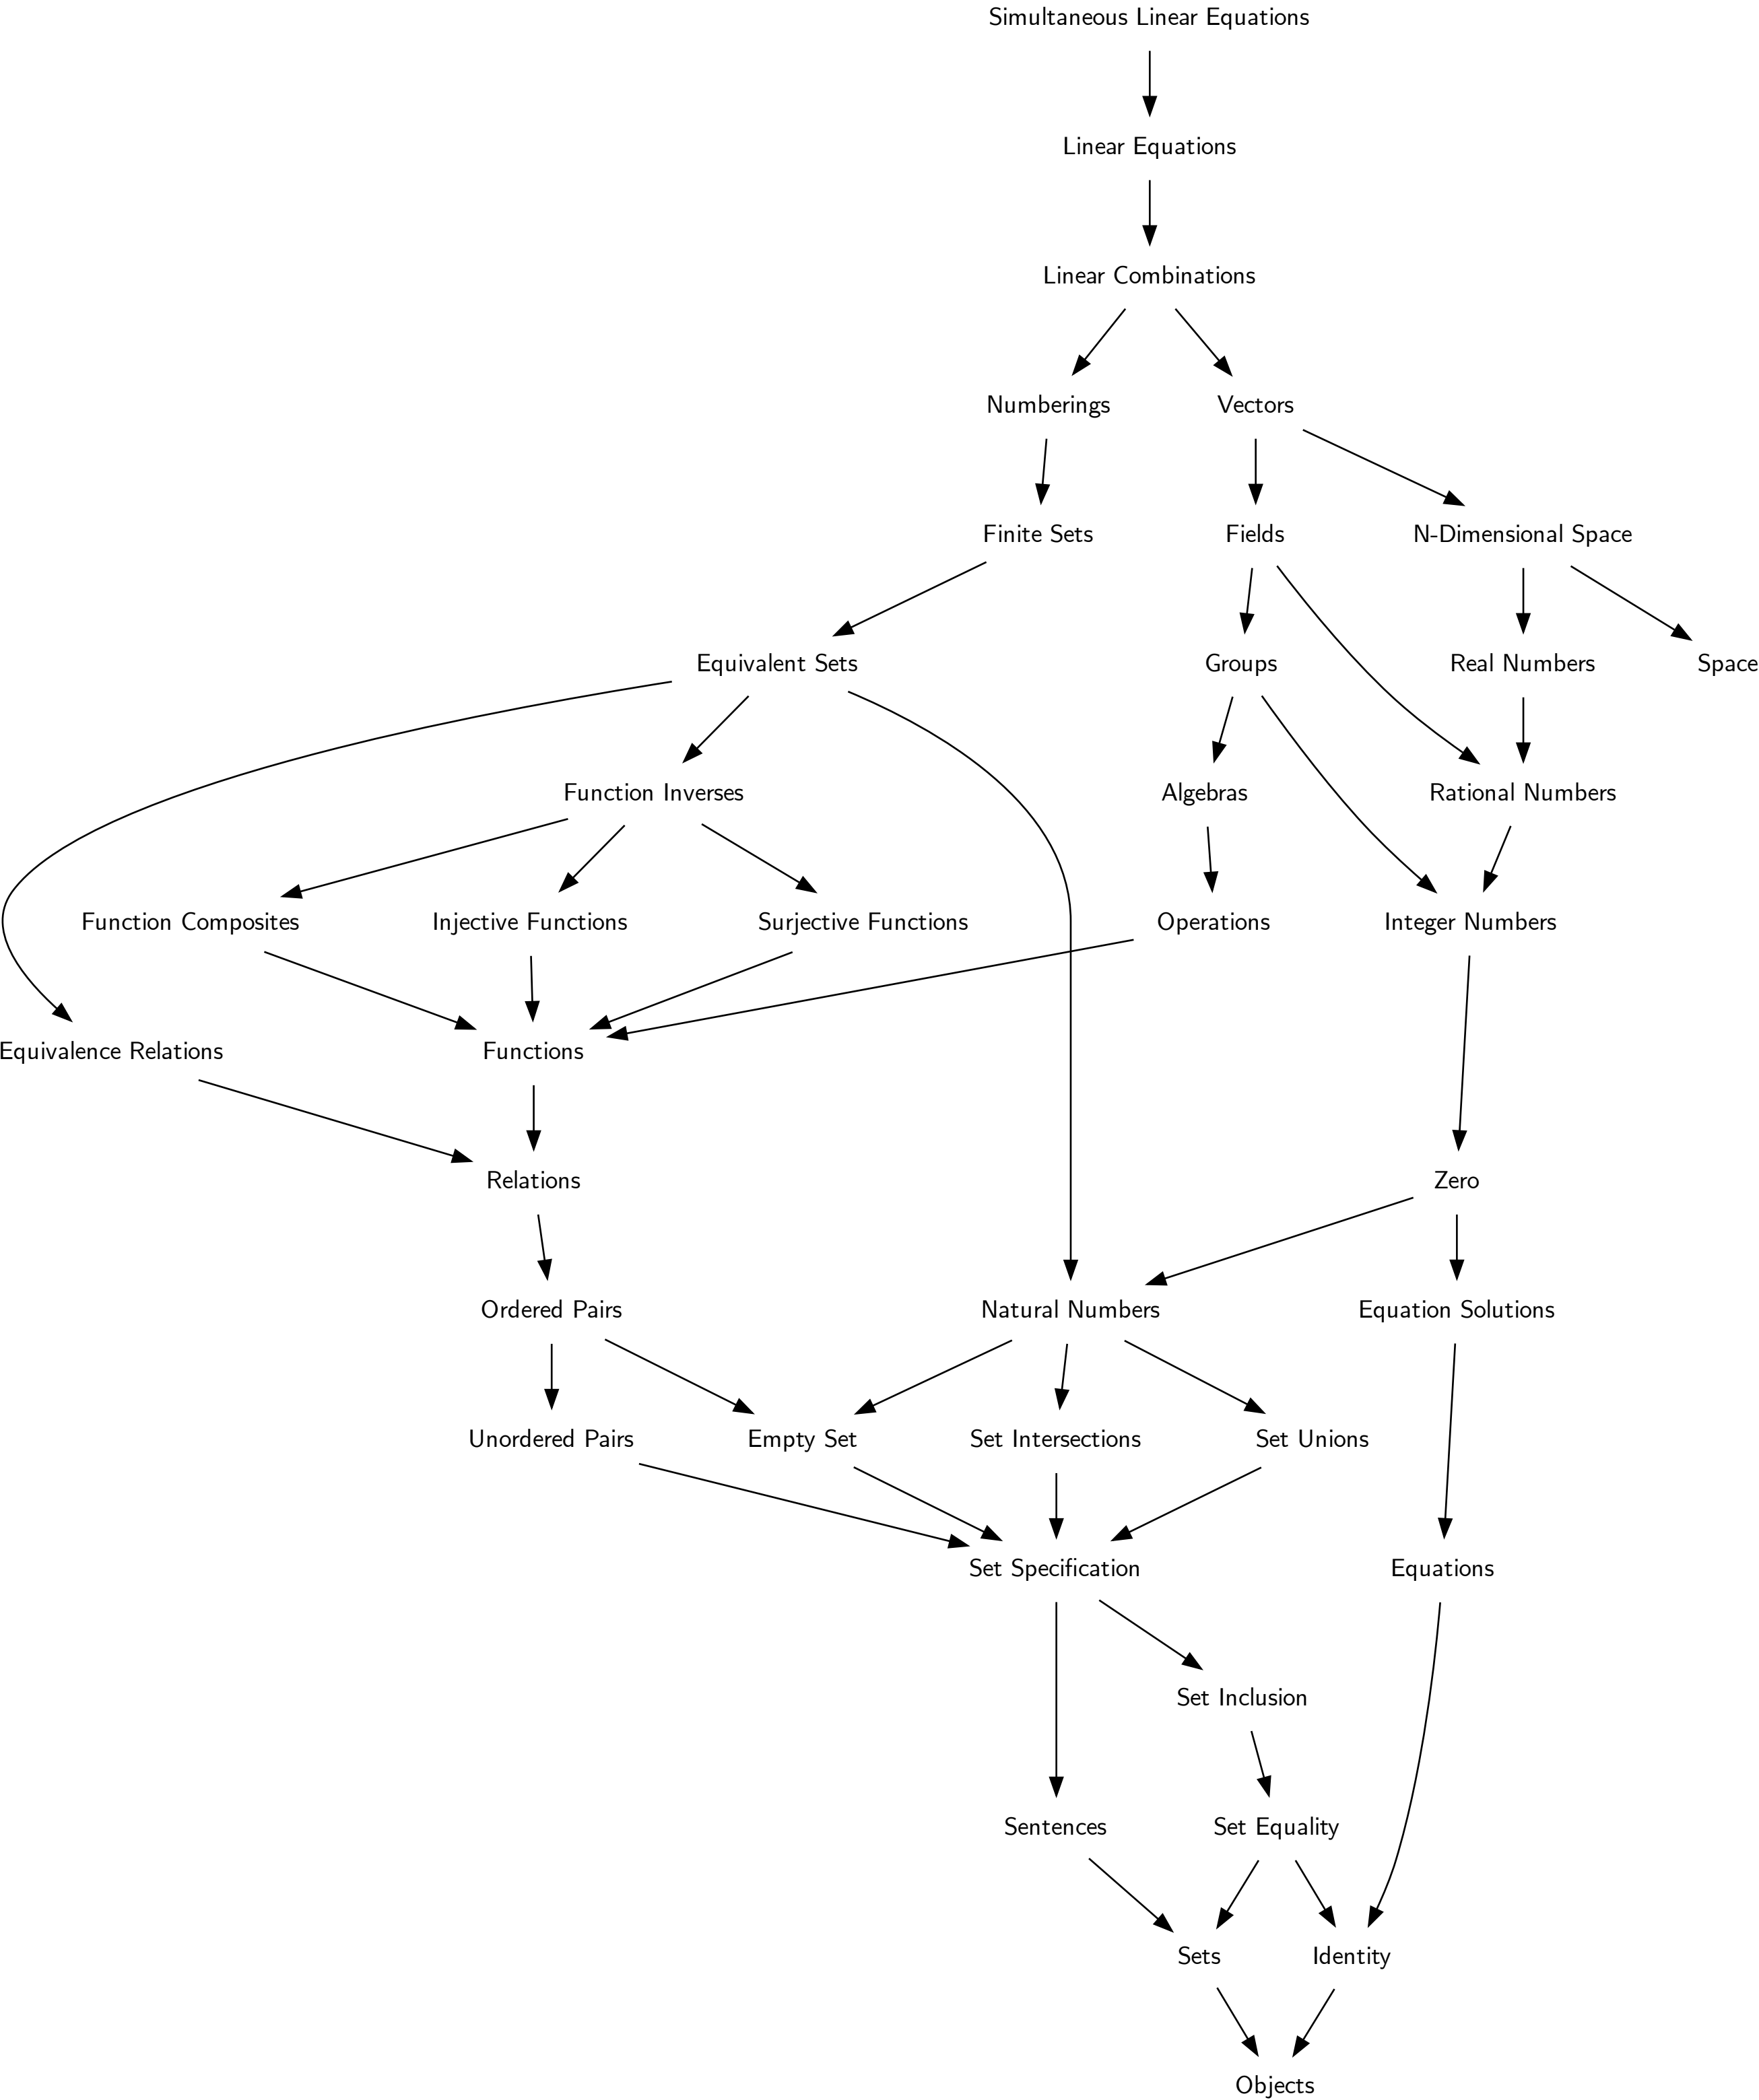 Simultaneous Linear Equations
Linear Equations
Linear Combinations
Numberings
Vectors
Finite Sets
Fields
N-Dimensional Space
Equivalent Sets
Groups
Real Numbers
Space
Function Inverses
Algebras
Rational Numbers
Function Composites
Injective Functions
Surjective Functions
Operations
Integer Numbers
Equivalence Relations
Functions
Relations
Zero
Ordered Pairs
Natural Numbers
Equation Solutions
Unordered Pairs
Empty Set
Set Intersections
Set Unions
Set Specification
Equations
Set Inclusion
Sentences
Set Equality
Sets
Identity
Objects